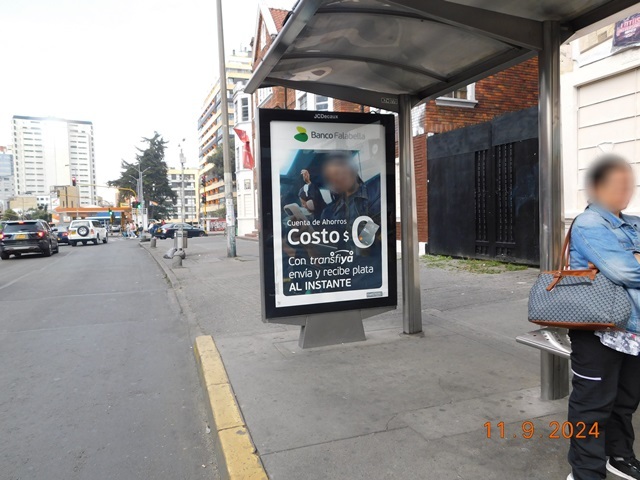 JCDecaux
Banco Falabella
Cuenta de Ahorros
Costo $0
Con transfiya
envía y recibe plata
AL INSTANTE
11.9.2024